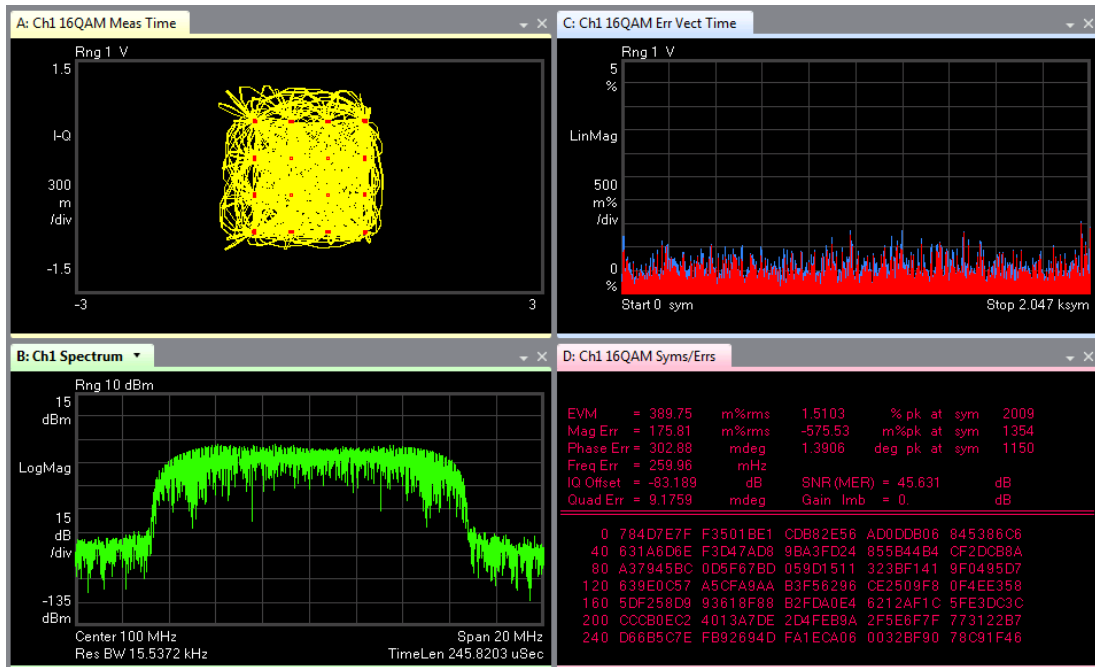 A: Ch1 16QAM Meas Time
Rng 1 V
1.5
I-Q
300
m
/div
-1.5
-3 3
C: Ch1 16QAM Err Vect Time
Rng 1 V
5
%
LinMag
500
m%
/div
0
%
Start 0 sym Stop 2.047 ksym
B: Ch1 Spectrum
Rng 10 dBm
15
dBm
LogMag
15
dB
/div
-135
dBm
Center 100 MHz Span 20 MHz
Res BW 15.5372 kHz TimeLen 245.8203 uSec
D: Ch1 16QAM Syms/Errs
EVM = 389.75 m%rms 1.5103 % pk at sym 2009
Mag Err = 175.81 m%rms -575.53 m%pk at sym 1354
Phase Err = 302.88 mdeg 1.3906 deg pk at sym 1150
Freq Err = 259.96 mHz
IQ Offset = -83.189 dB SNR (MER) = 45.631 dB
Quad Err = 9.1759 mdeg Gain Imb = 0. dB
0 784D7E7F F3501BE1 CDB82E56 AD0DDB06 845386C6
40 631A6D6E F3D47AD8 9BA3FD24 855B44B4 CF2DCB8A
80 A37945BC 0D5F67BD 059D1511 323BF141 9F0495D7
120 639E0C57 A5CFA9AA B3F56296 CE2509F8 0F4EE358
160 5DF258D9 93618F88 B2FDA0E4 6212AF1C 5FE3DC3C
200 CCCB0EC2 4013A7DE 2D4FEB9A 2F5E6F7F 773122B7
240 D66B5C7E FB92694D FA1ECA06 0032BF90 78C91F46